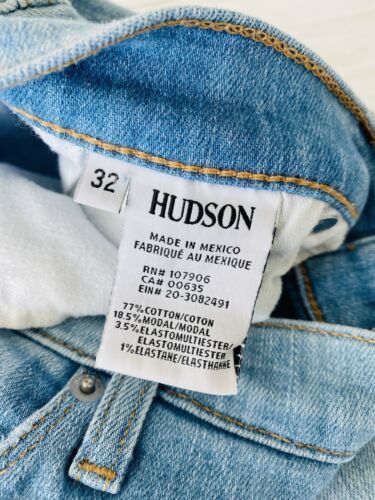 32
HUDSON
MADE IN MEXICO
FABRIQUÉ AU MEXIQUE
RN# 107906
CA# 00635
EIN# 20-3082491
77% COTTON/COTON
18.5% MODAL/MODAL
3.5% ELASTOMULTIESTER/
ELASTOMULTIESTER
1% ELASTANE/ELASTHANNE